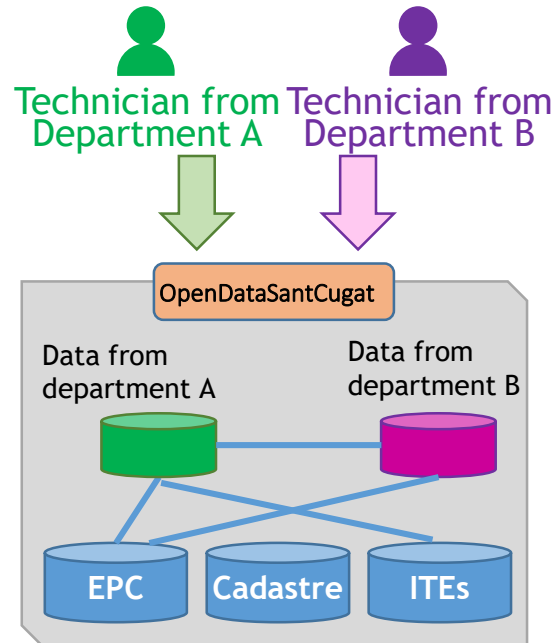 Technician from
Department A
Technician from
Department B
OpenDataSantCugat
Data from
department A
Data from
department B
EPC
Cadastre
ITEs